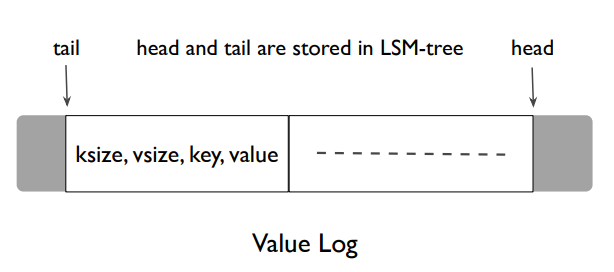 tail head and tail are stored in LSM-tree head
ksize, vsize, key, value
Value Log